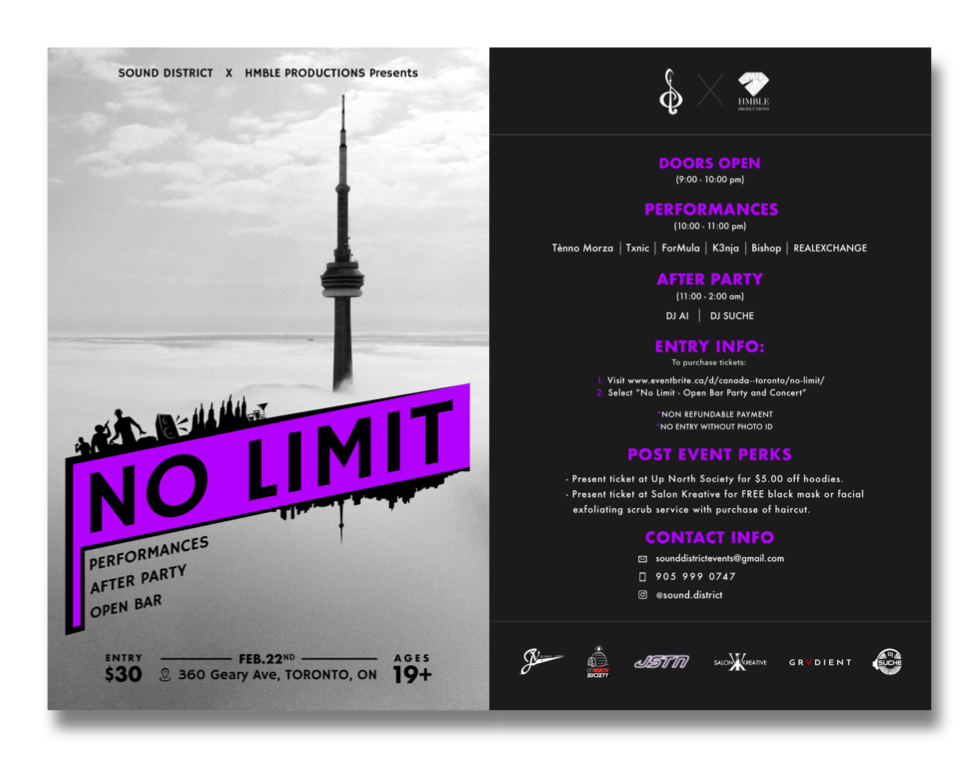 SOUND DISTRICT X HMBLE PRODUCTIONS Presents
NO LIMIT
PERFORMANCES
AFTER PARTY
OPEN BAR
ENTRY
$30
FEB.22ND
360 Geary Ave, TORONTO, ON
AGES
19+
HMBLE
PRODUCTIONS
DOORS OPEN
(9:00 - 10:00 pm)
PERFORMANCES
(10:00 - 11:00 pm)
Tènno Morza | Txnic | ForMula | K3nja | Bishop | REALEXCHANGE
AFTER PARTY
(11:00 - 2:00 am)
DJ AI | DJ SUCHE
ENTRY INFO:
To purchase tickets:
1. Visit www.eventbrite.ca/d/canada--toronto/no-limit/
2. Select "No Limit - Open Bar Party and Concert"
*NON REFUNDABLE PAYMENT
*NO ENTRY WITHOUT PHOTO ID
POST EVENT PERKS
- Present ticket at Up North Society for $5.00 off hoodies.
- Present ticket at Salon Kreative for FREE black mask or facial
exfoliating scrub service with purchase of haircut.
CONTACT INFO
sounddistrictevents@gmail.com
905 999 0747
@sound.district
UP NORTH
SOCIETY
JSTN
SALON KREATIVE
GRVDIENT
DJ
SUCHE